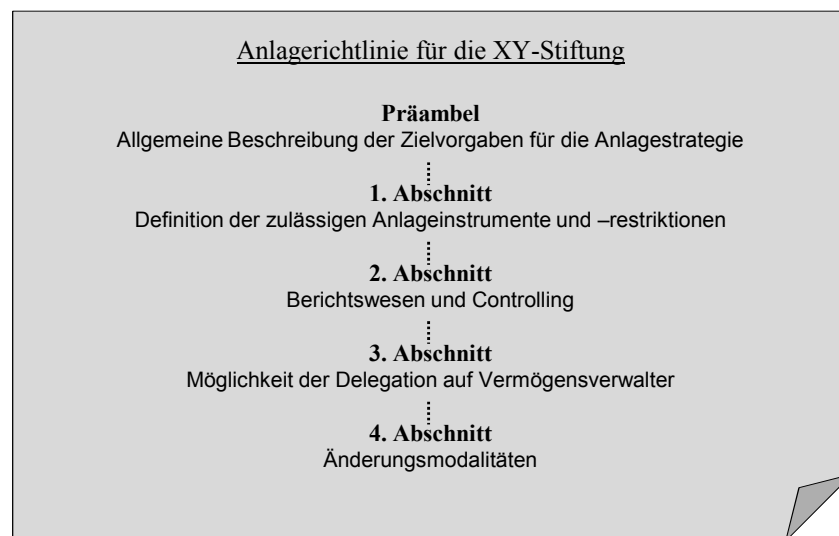 Anlagerichtlinie für die XY-Stiftung
Präambel
Allgemeine Beschreibung der Zielvorgaben für die Anlagestrategie
1. Abschnitt
Definition der zulässigen Anlageinstrumente und –restriktionen
2. Abschnitt
Berichtswesen und Controlling
3. Abschnitt
Möglichkeit der Delegation auf Vermögensverwalter
4. Abschnitt
Änderungsmodalitäten